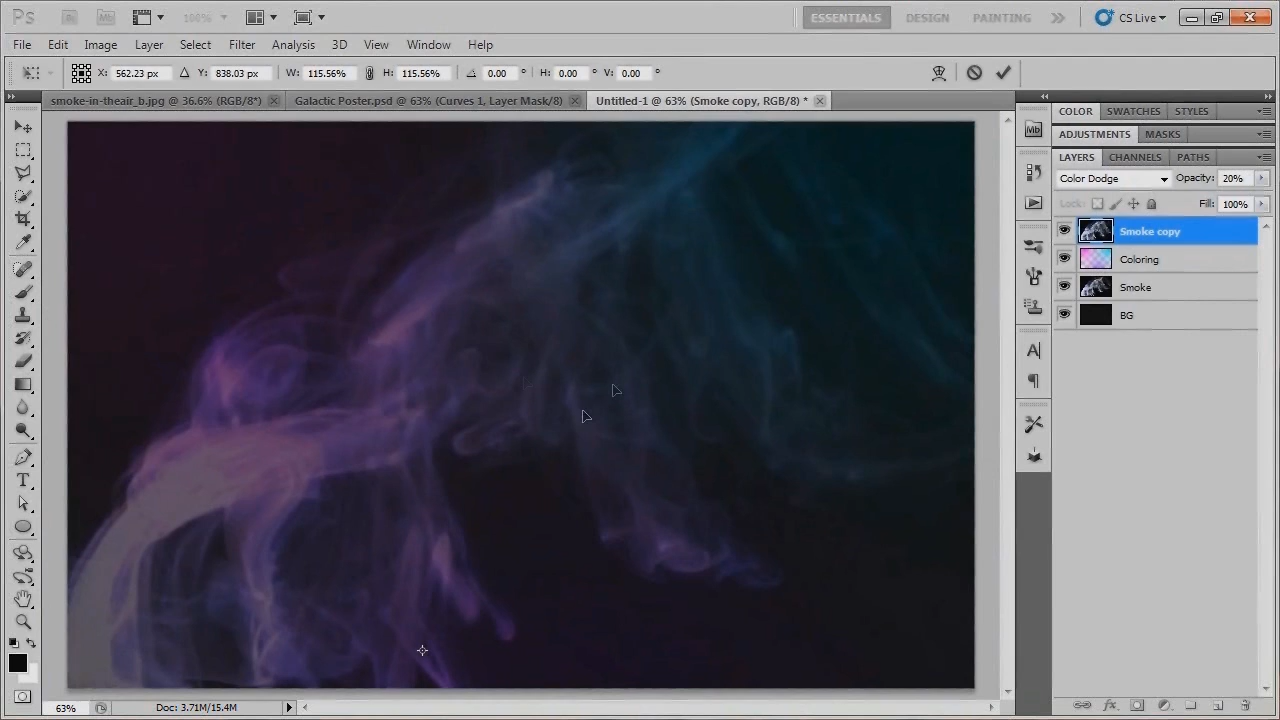 Ps Mb 100% ESSENTIALS DESIGN PAINTING CS Live
File Edit Image Layer Select Filter Analysis 3D View Window Help
X: 562.23 px Y: 838.03 px W: 115.56% H: 115.56% 0.00 ° H: 0.00 ° V: 0.00 °
smoke-in-theair_b.jpg @ 36.6% (RGB/8*) Galactic Poster.psd @ 63% (Curves 1, Layer Mask/8) Untitled-1 @ 63% (Smoke copy, RGB/8) *
COLOR SWATCHES STYLES
Mb
ADJUSTMENTS MASKS
LAYERS CHANNELS PATHS
Color Dodge Opacity: 20%
Lock: Fill: 100%
Smoke copy
Coloring
Smoke
BG
A
T
fx
63% Doc: 3.71M/15.4M